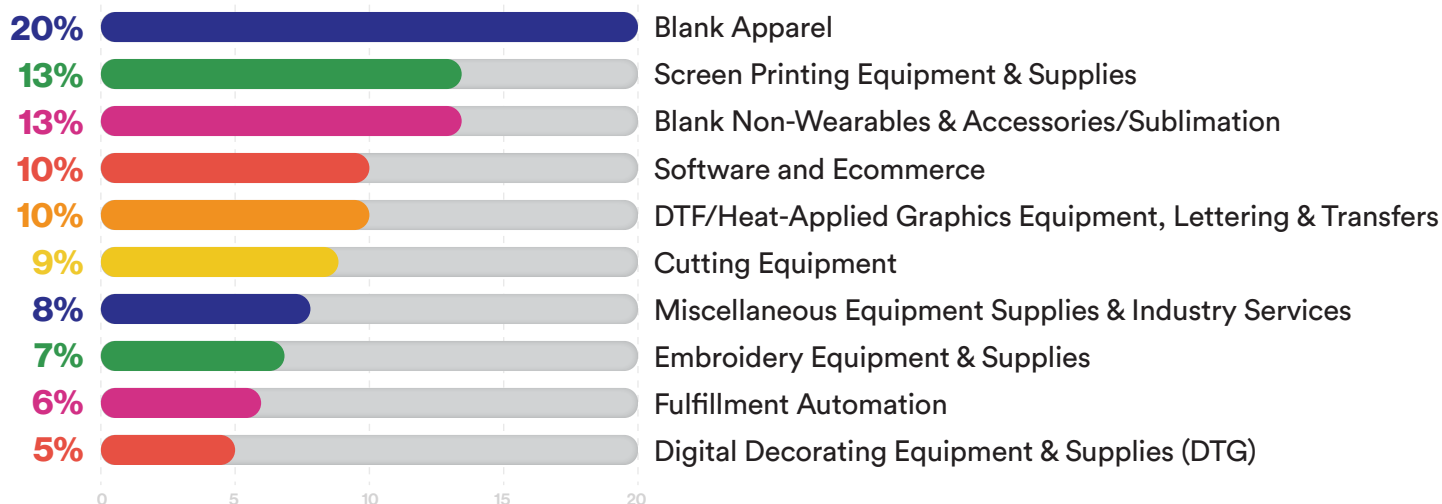 20% Blank Apparel
13% Screen Printing Equipment & Supplies
13% Blank Non-Wearables & Accessories/Sublimation
10% Software and Ecommerce
10% DTF/Heat-Applied Graphics Equipment, Lettering & Transfers
9% Cutting Equipment
8% Miscellaneous Equipment Supplies & Industry Services
7% Embroidery Equipment & Supplies
6% Fulfillment Automation
5% Digital Decorating Equipment & Supplies (DTG)
0 5 10 15 20